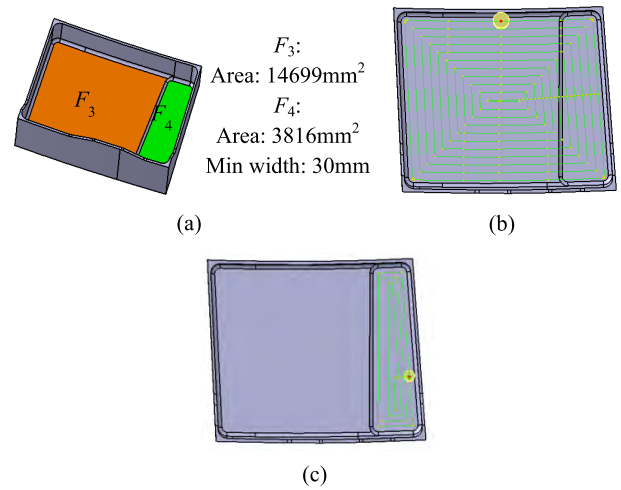 F₃:
Area: 14699mm²
F₄:
Area: 3816mm²
Min width: 30mm
F₃
F₄
(a)
(b)
(c)